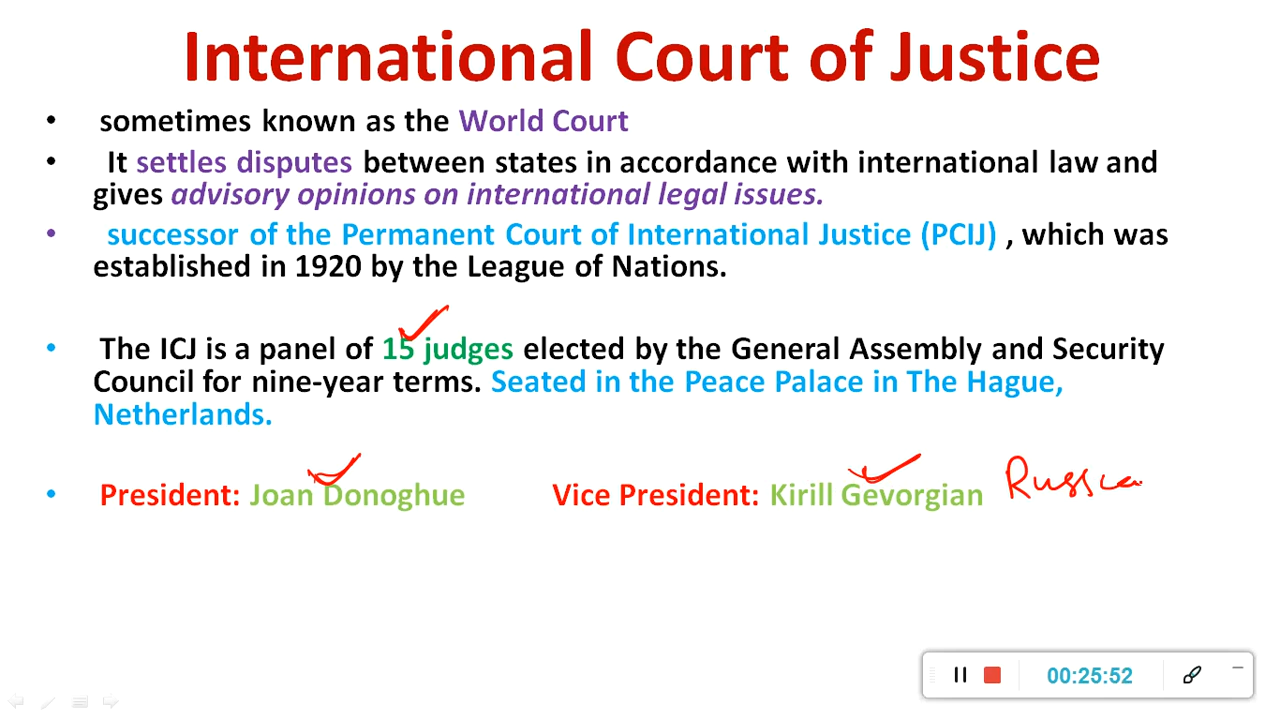 International Court of Justice
• sometimes known as the World Court
• It settles disputes between states in accordance with international law and
gives advisory opinions on international legal issues.
• successor of the Permanent Court of International Justice (PCIJ) , which was
established in 1920 by the League of Nations.
• The ICJ is a panel of 15 judges elected by the General Assembly and Security
Council for nine-year terms. Seated in the Peace Palace in The Hague,
Netherlands.
• President: Joan Donoghue Vice President: Kirill Gevorgian Russia
00:25:52